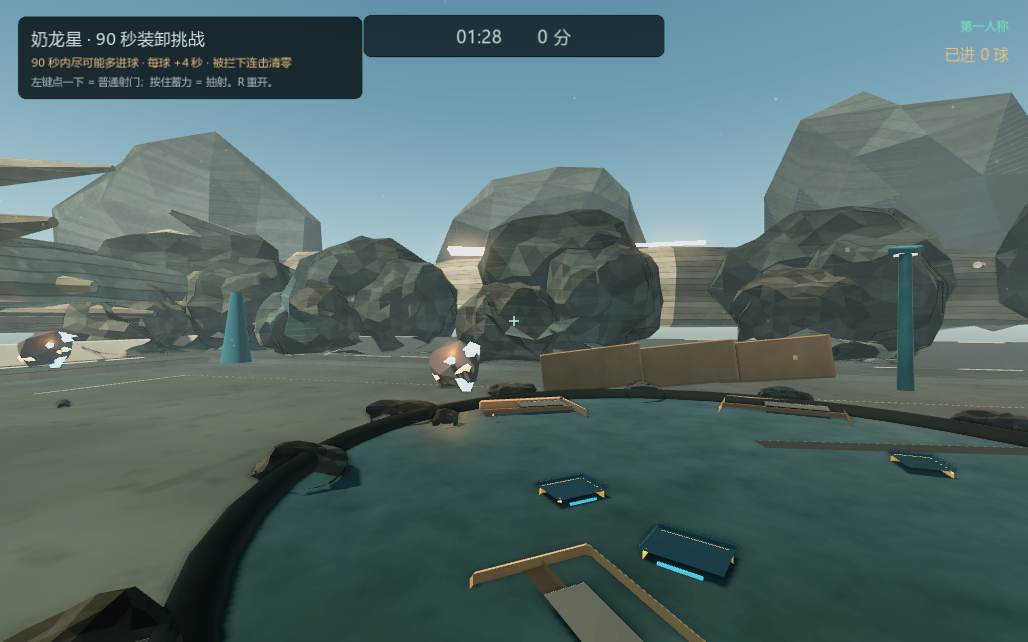 奶龙星 · 90 秒装卸挑战
90 秒内尽可能多进球 · 每球 +4 秒 · 被拦下连击清零
左键点一下 = 普通射门；按住蓄力 = 抽射。R 重开。
01:28 0 分
第一人称
已进 0 球